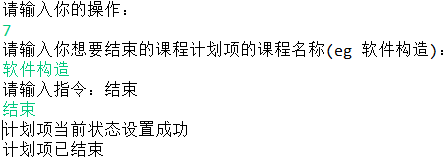 请输入你的操作：
7
请输入你想要结束的课程计划项的课程名称(eg 软件构造)：
软件构造
请输入指令：结束
结束
计划项当前状态设置成功
计划项已结束